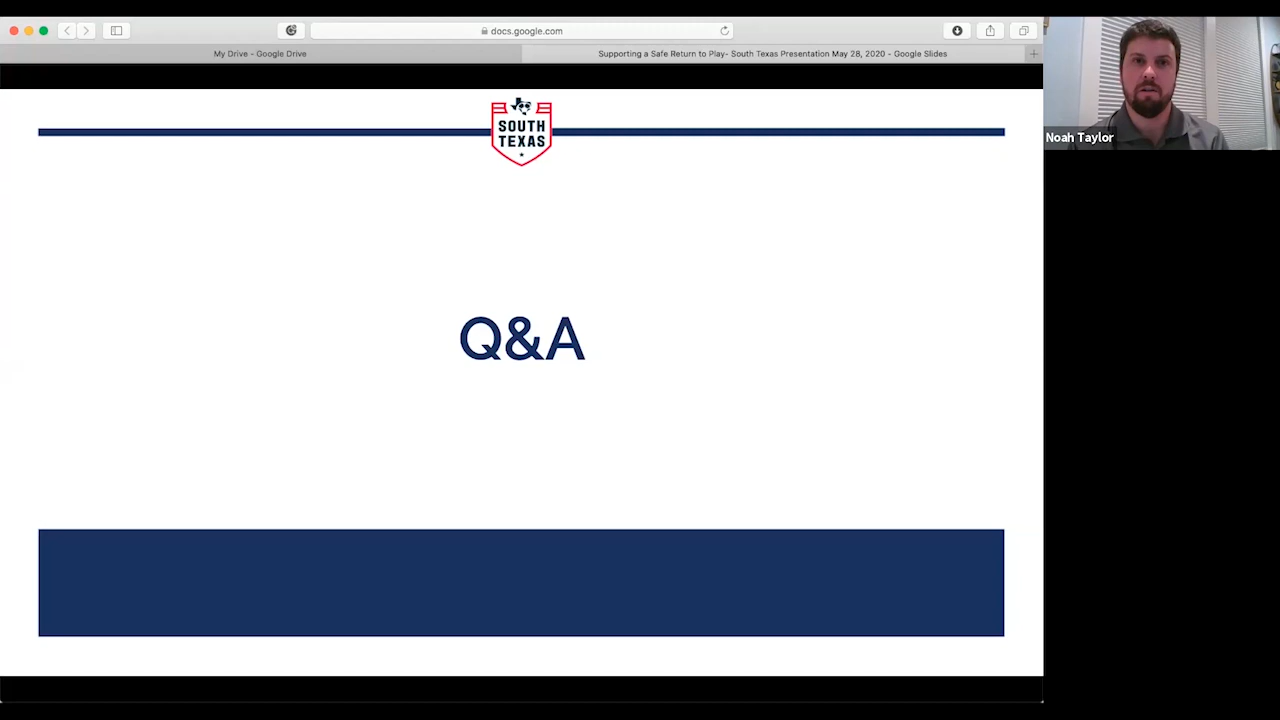 docs.google.com
My Drive - Google Drive
Supporting a Safe Return to Play- South Texas Presentation May 28, 2020 - Google Slides
Noah Taylor
SOUTH
TEXAS
Q&A